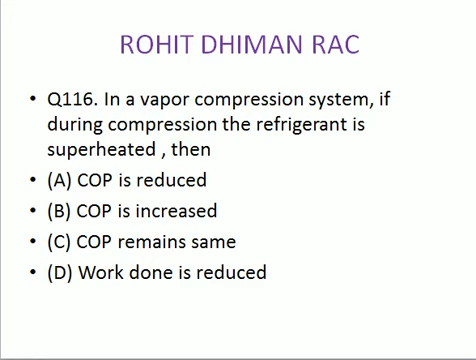 ROHIT DHIMAN RAC
• Q116. In a vapor compression system, if
during compression the refrigerant is
superheated , then
• (A) COP is reduced
• (B) COP is increased
• (C) COP remains same
• (D) Work done is reduced